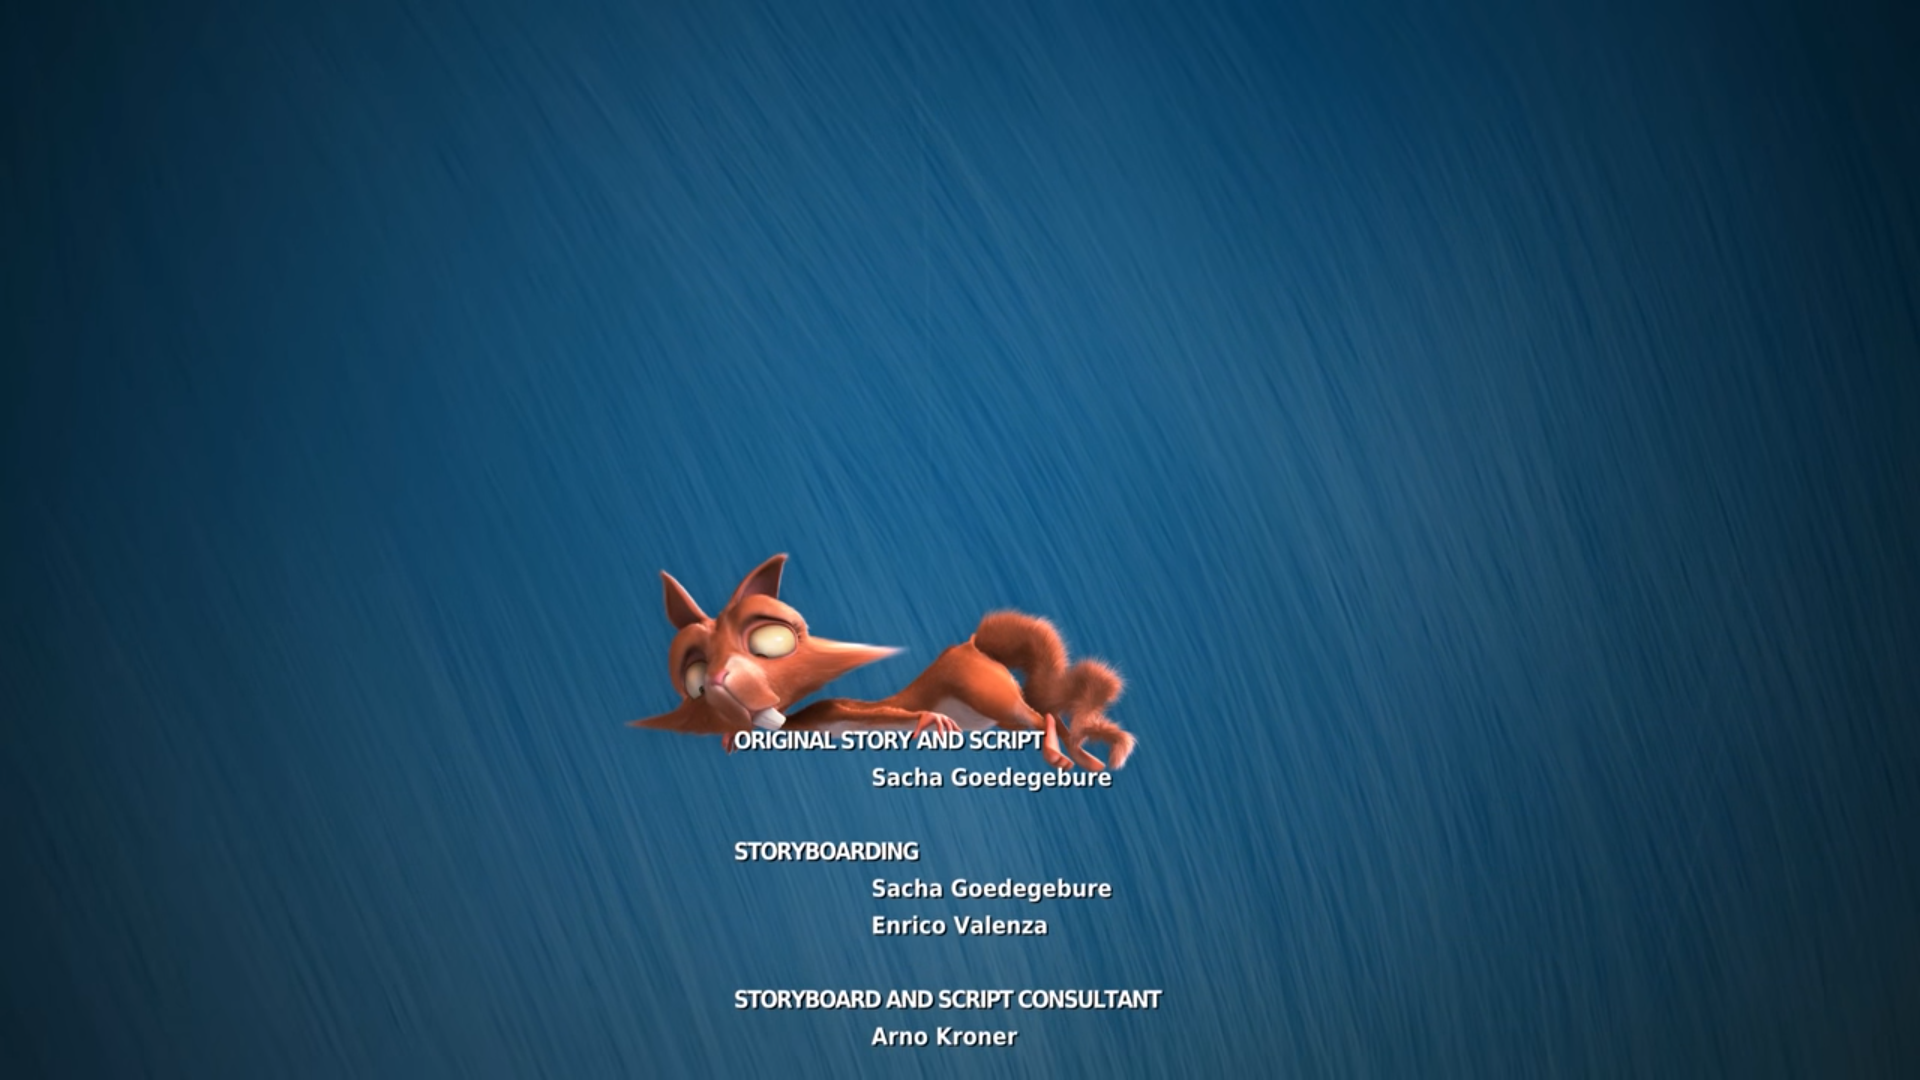 ORIGINAL STORY AND SCRIPT
Sacha Goedegebure
STORYBOARDING
Sacha Goedegebure
Enrico Valenza
STORYBOARD AND SCRIPT CONSULTANT
Arno Kroner